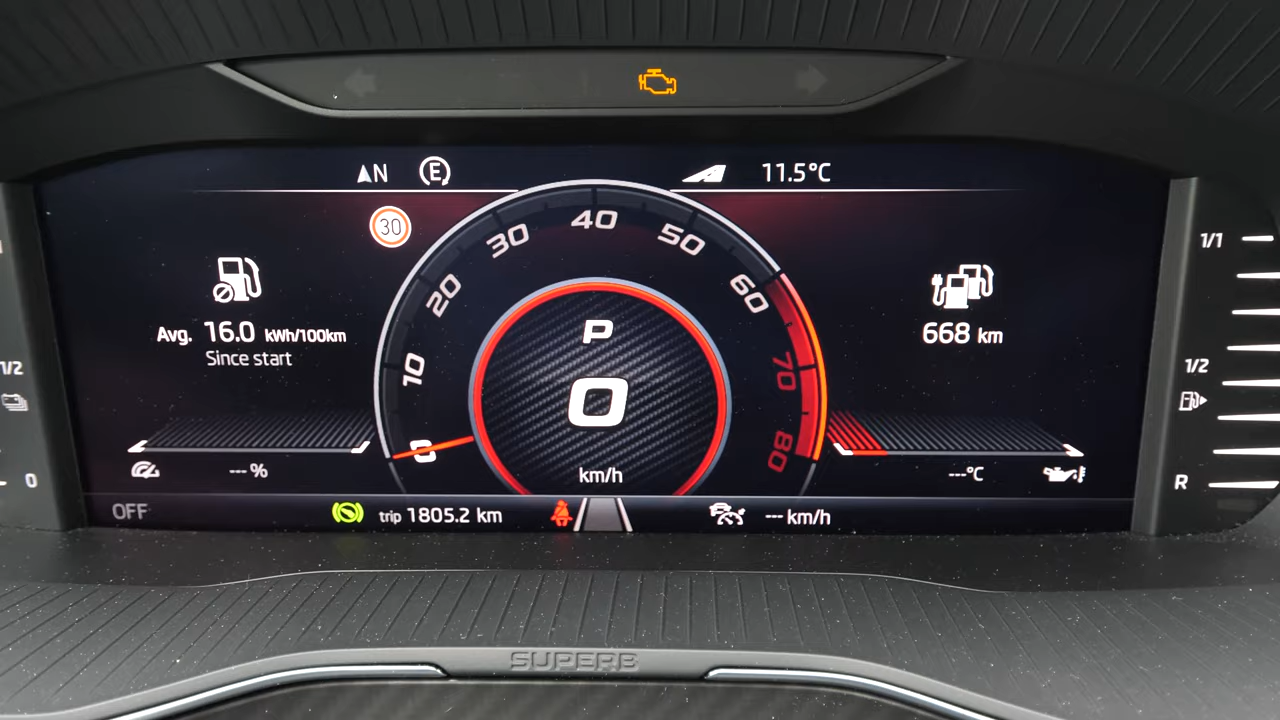 N E 11.5°C
30
Avg. 16.0 kWh/100km
Since start
0 10 20 30 40 50 60 70 80
P
0
km/h
668 km
--- %
---°C
OFF
trip 1805.2 km
--- km/h
1/2
0
1/1
1/2
R
SUPERB